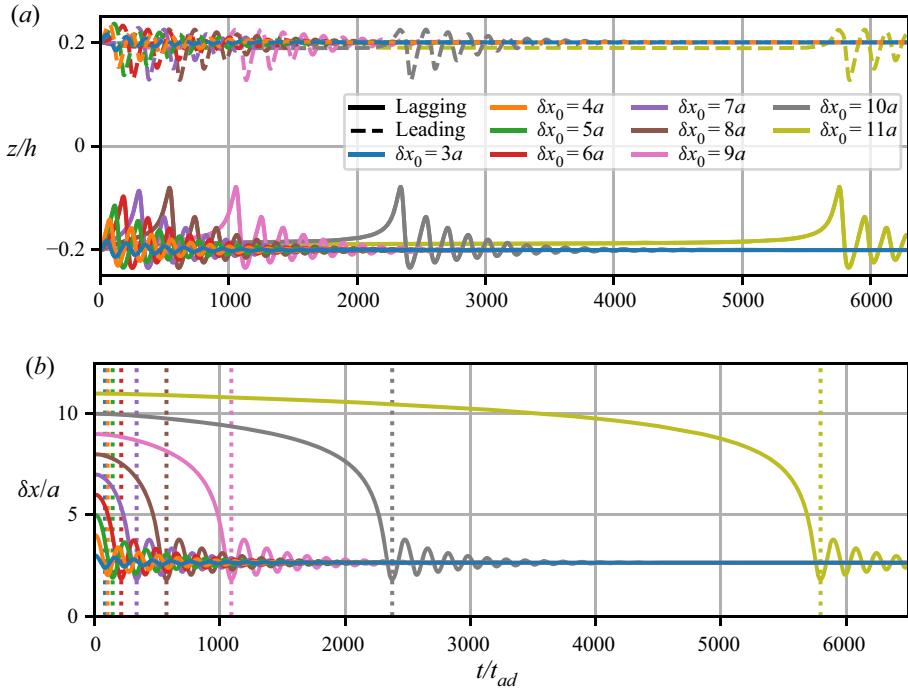 (a)
0.2
z/h
0
−0.2
Lagging
Leading
δx0 = 3a
δx0 = 4a
δx0 = 5a
δx0 = 6a
δx0 = 7a
δx0 = 8a
δx0 = 9a
δx0 = 10a
δx0 = 11a
0 1000 2000 3000 4000 5000 6000
(b)
10
δx/a
5
0
0 1000 2000 3000 4000 5000 6000
t/tad